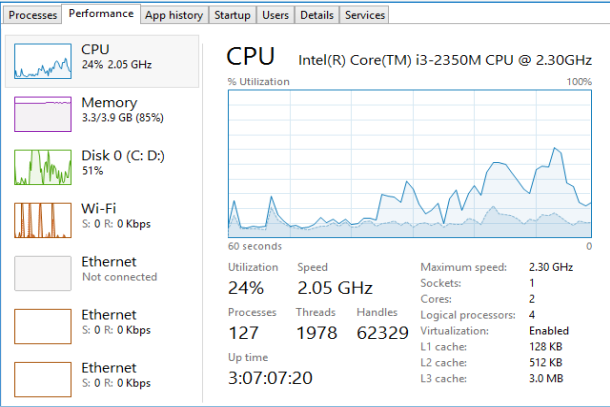 Processes Performance App history Startup Users Details Services
CPU
24% 2.05 GHz
Memory
3.3/3.9 GB (85%)
Disk 0 (C: D:)
51%
Wi-Fi
S: 0 R: 0 Kbps
Ethernet
Not connected
Ethernet
S: 0 R: 0 Kbps
Ethernet
S: 0 R: 0 Kbps
CPU Intel(R) Core(TM) i3-2350M CPU @ 2.30GHz
% Utilization 100%
60 seconds 0
Utilization Speed
24% 2.05 GHz
Processes Threads Handles
127 1978 62329
Up time
3:07:07:20
Maximum speed: 2.30 GHz
Sockets: 1
Cores: 2
Logical processors: 4
Virtualization: Enabled
L1 cache: 128 KB
L2 cache: 512 KB
L3 cache: 3.0 MB